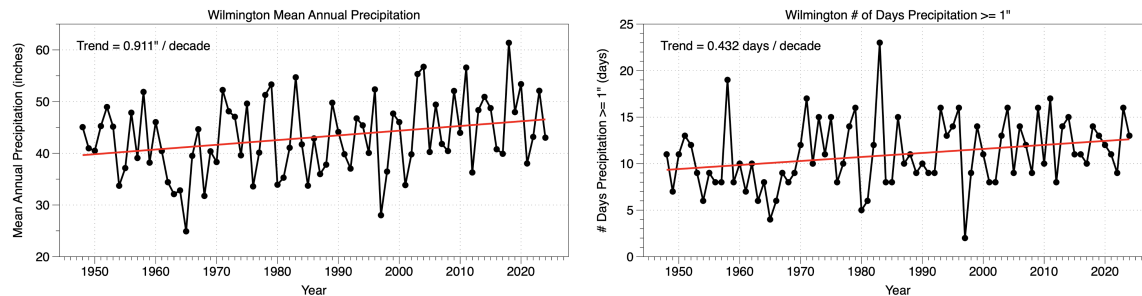 Wilmington Mean Annual Precipitation
Trend = 0.911" / decade
Mean Annual Precipitation (inches)
60
50
40
30
20
1950 1960 1970 1980 1990 2000 2010 2020
Year
Wilmington # of Days Precipitation >= 1"
Trend = 0.432 days / decade
# Days Precipitation >= 1" (days)
25
20
15
10
5
0
1950 1960 1970 1980 1990 2000 2010 2020
Year